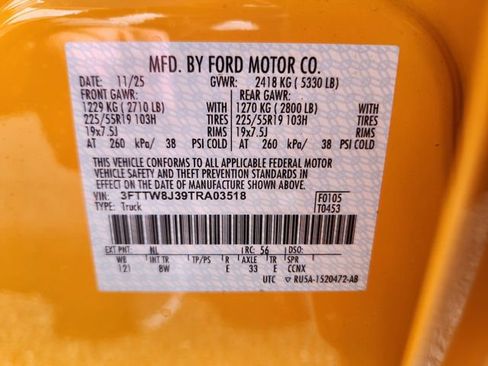 MFD. BY FORD MOTOR CO.
DATE: 11/25 GVWR: 2418 KG ( 5330 LB)
FRONT GAWR: REAR GAWR:
1229 KG ( 2710 LB) WITH 1270 KG ( 2800 LB) WITH
225/55R19 103H TIRES 225/55R19 103H TIRES
19x7.5J RIMS 19x7.5J RIMS
AT 260 kPa/ 38 PSI COLD AT 260 kPa/ 38 PSI COLD
THIS VEHICLE CONFORMS TO ALL APPLICABLE FEDERAL MOTOR
VEHICLE SAFETY AND THEFT PREVENTION STANDARDS IN
EFFECT ON THE DATE OF MANUFACTURE SHOWN ABOVE.
VIN: 3FTTW8J39TRA03518 F0105
TYPE: Truck T0453
EXT PNT: NL RC: 56 DSO:
WB INT TR TP/PS R AXLE TR SPR
121 8W E 33 E CCNX
UTC ▽ RU5A-1520472-AB